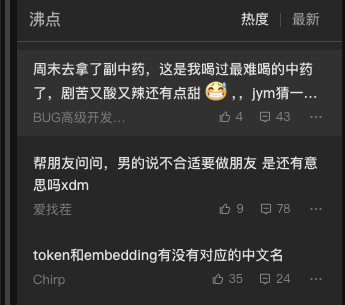 沸点
热度 | 最新
周末去拿了副中药，这是我喝过最难喝的中药
了，剧苦又酸又辣还有点甜 😅 ，，jym猜一...
BUG高级开发... 4 43 ...
帮朋友问问，男的说不合适要做朋友 是还有意
思吗xdm
爱找茬 9 78 ...
token和embedding有没有对应的中文名
Chirp 35 24 ...